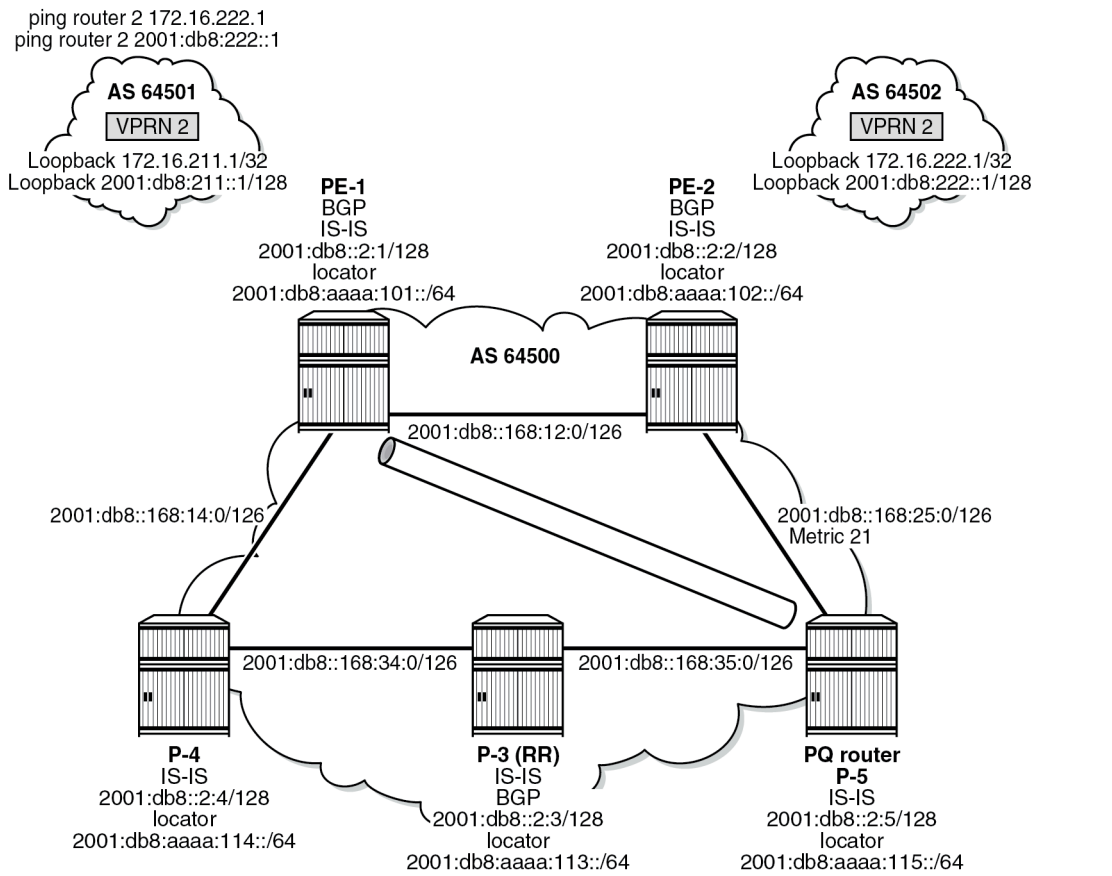 ping router 2 172.16.222.1
ping router 2 2001:db8:222::1
AS 64501
VPRN 2
Loopback 172.16.211.1/32
Loopback 2001:db8:211::1/128
AS 64502
VPRN 2
Loopback 172.16.222.1/32
Loopback 2001:db8:222::1/128
PE-1
BGP
IS-IS
2001:db8::2:1/128
locator
2001:db8:aaaa:101::/64
PE-2
BGP
IS-IS
2001:db8::2:2/128
locator
2001:db8:aaaa:102::/64
AS 64500
2001:db8::168:12:0/126
2001:db8::168:14:0/126
2001:db8::168:25:0/126
Metric 21
2001:db8::168:34:0/126
2001:db8::168:35:0/126
P-4
IS-IS
2001:db8::2:4/128
locator
2001:db8:aaaa:114::/64
P-3 (RR)
IS-IS
BGP
2001:db8::2:3/128
locator
2001:db8:aaaa:113::/64
PQ router
P-5
IS-IS
2001:db8::2:5/128
locator
2001:db8:aaaa:115::/64